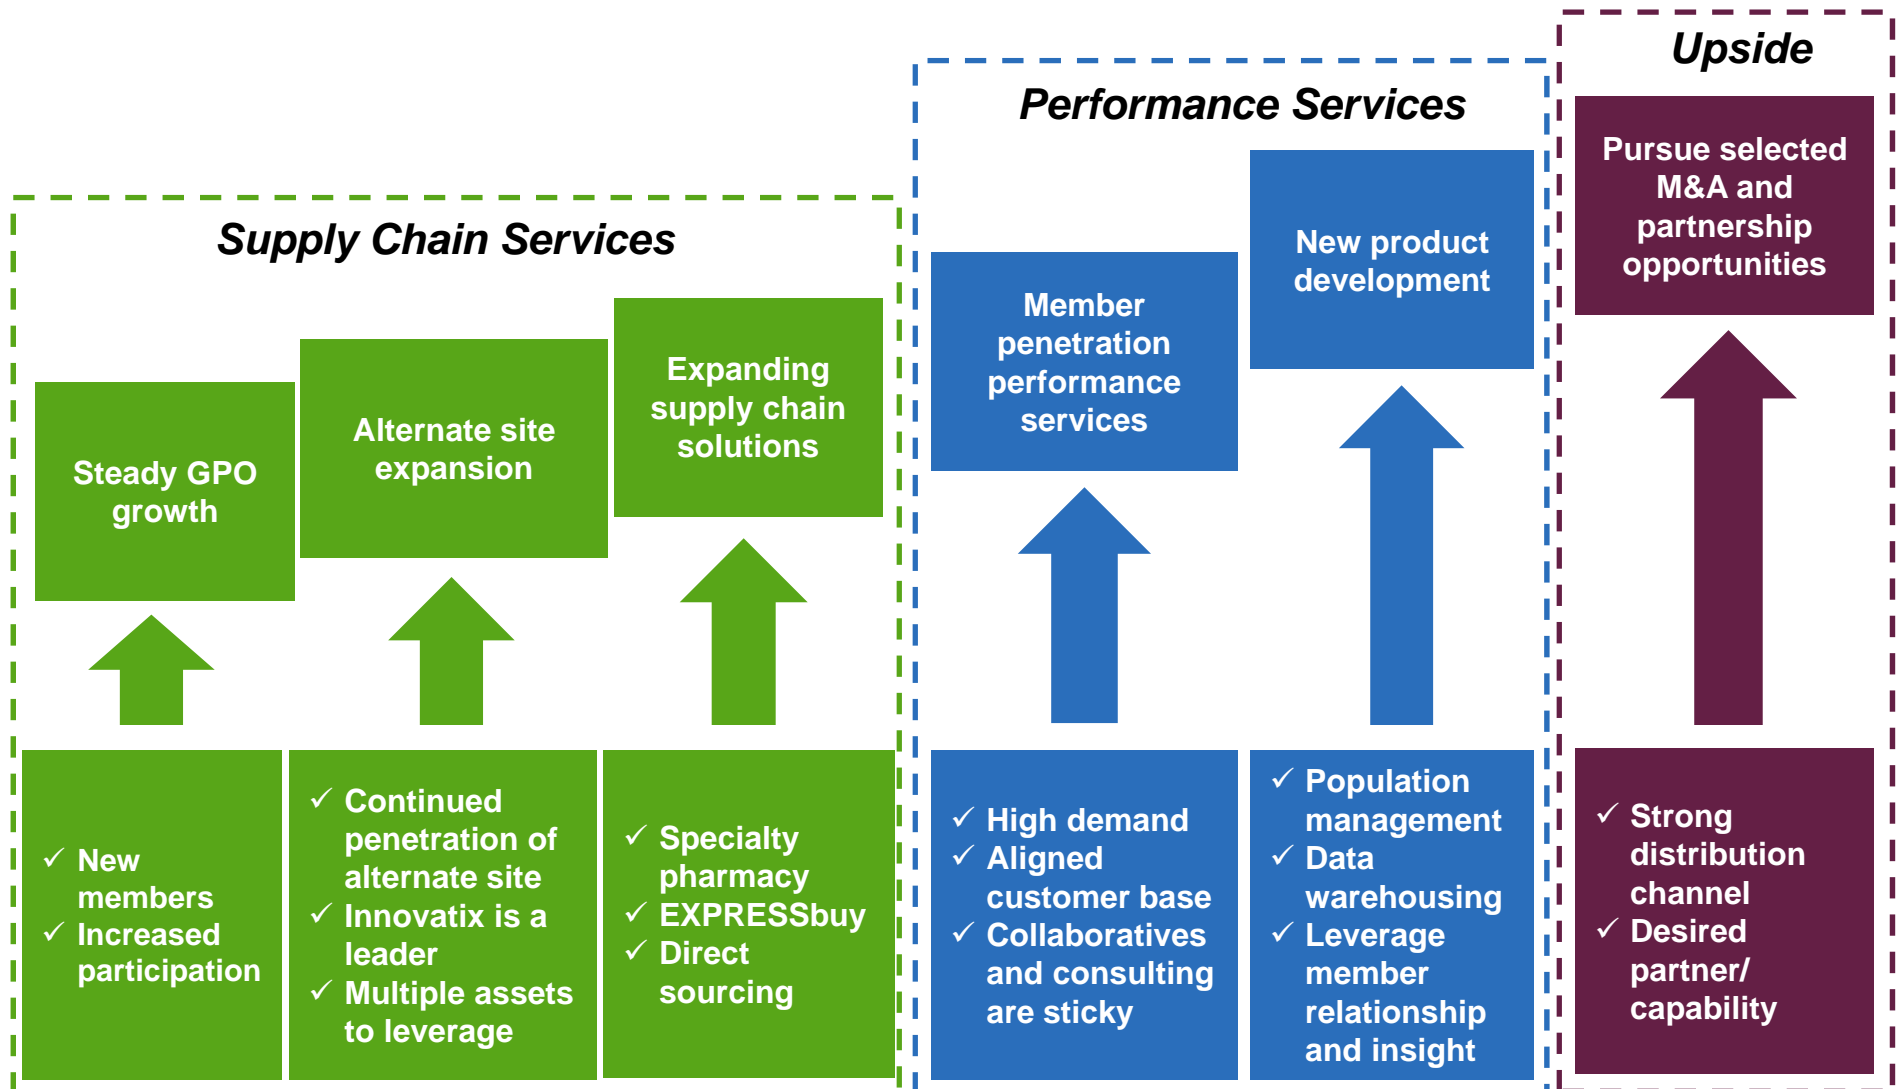 Supply Chain Services
Steady GPO
growth
Alternate site
expansion
Expanding
supply chain
solutions
✓ New
members
✓ Increased
participation
✓ Continued
penetration of
alternate site
✓ Innovatix is a
leader
✓ Multiple assets
to leverage
✓ Specialty
pharmacy
✓ EXPRESSbuy
✓ Direct
sourcing
Performance Services
Member
penetration
performance
services
New product
development
✓ High demand
✓ Aligned
customer base
✓ Collaboratives
and consulting
are sticky
✓ Population
management
✓ Data
warehousing
✓ Leverage
member
relationship
and insight
Upside
Pursue selected
M&A and
partnership
opportunities
✓ Strong
distribution
channel
✓ Desired
partner/
capability